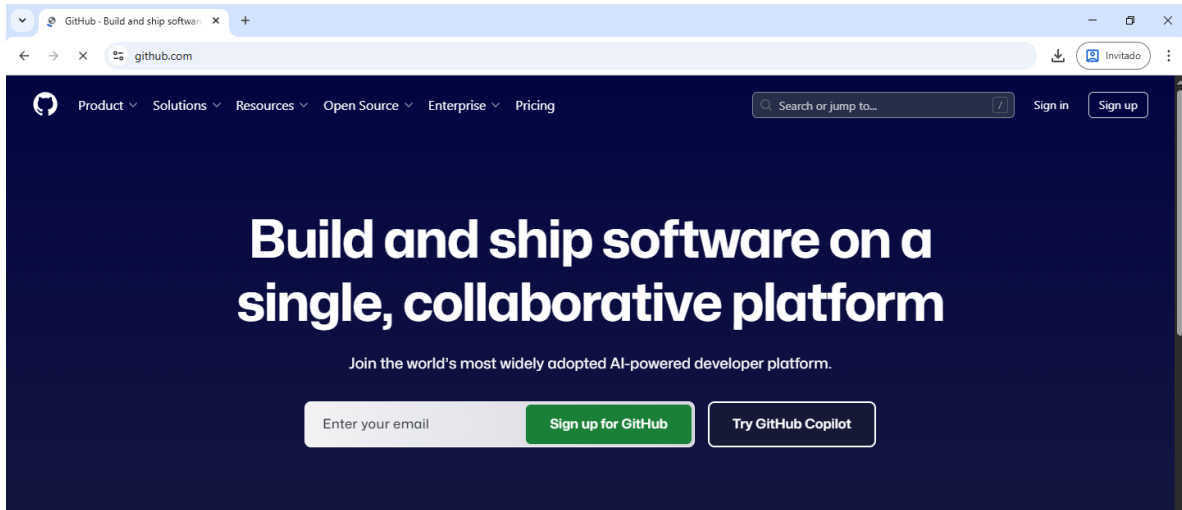 GitHub · Build and ship softwar
github.com
Invitado
Product
Solutions
Resources
Open Source
Enterprise
Pricing
Search or jump to...
/
Sign in
Sign up
Build and ship software on a
single, collaborative platform
Join the world's most widely adopted AI-powered developer platform.
Enter your email
Sign up for GitHub
Try GitHub Copilot